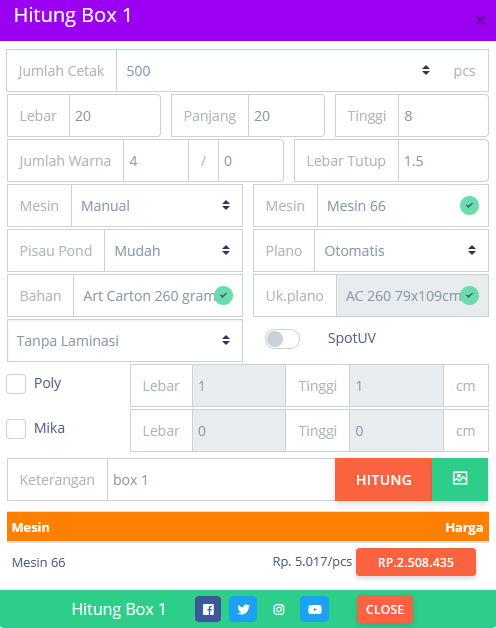 Hitung Box 1
Jumlah Cetak 500 pcs
Lebar 20 Panjang 20 Tinggi 8
Jumlah Warna 4 / 0 Lebar Tutup 1.5
Mesin Manual Mesin Mesin 66
Pisau Pond Mudah Plano Otomatis
Bahan Art Carton 260 gram Uk.plano AC 260 79x109cm
Tanpa Laminasi SpotUV
Poly Lebar 1 Tinggi 1 cm
Mika Lebar 0 Tinggi 0 cm
Keterangan box 1 HITUNG
Mesin Harga
Mesin 66 Rp. 5.017/pcs RP.2.508.435
Hitung Box 1 CLOSE